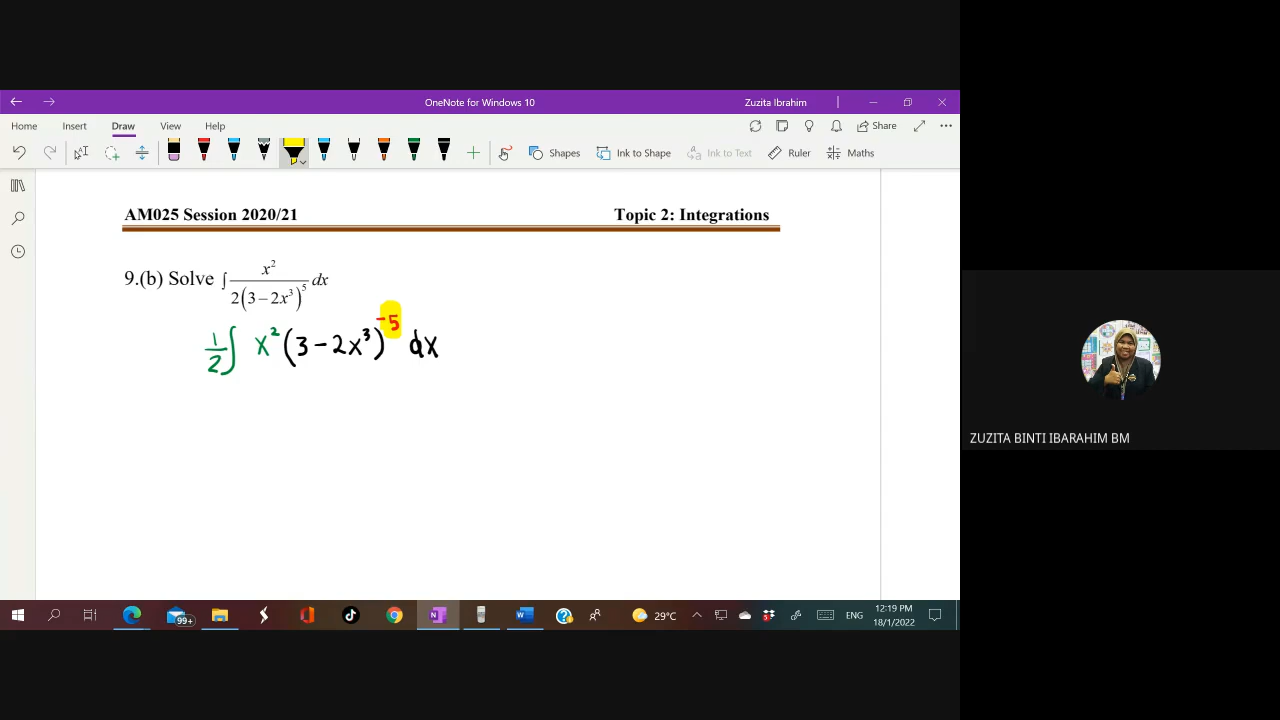 OneNote for Windows 10
Zuzita Ibrahim
Home Insert Draw View Help
Share
Shapes Ink to Shape Ink to Text Ruler Maths
AM025 Session 2020/21 Topic 2: Integrations
9.(b) Solve ∫ x² / 2(3−2x³)⁵ dx
1/2 ∫ x² (3 − 2x³)⁻⁵ dx
ZUZITA BINTI IBARAHIM BM
99+
29°C
ENG
12:19 PM
18/1/2022